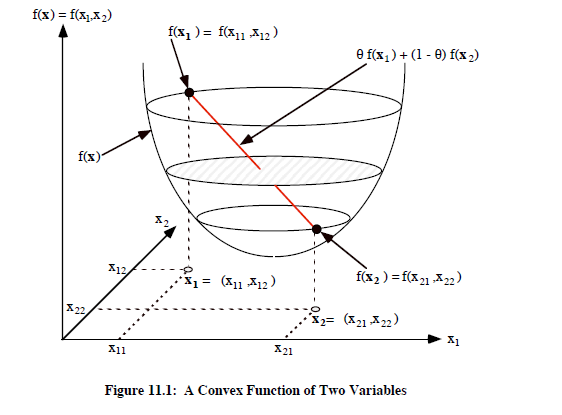 f(x) = f(x₁,x₂)
f(x₁) = f(x₁₁,x₁₂)
θ f(x₁) + (1 - θ) f(x₂)
f(x)
x₂
x₁₂
x₁ = (x₁₁,x₁₂)
f(x₂) = f(x₂₁,x₂₂)
x₂₂
x₂= (x₂₁,x₂₂)
x₁
x₁₁
x₂₁
Figure 11.1: A Convex Function of Two Variables